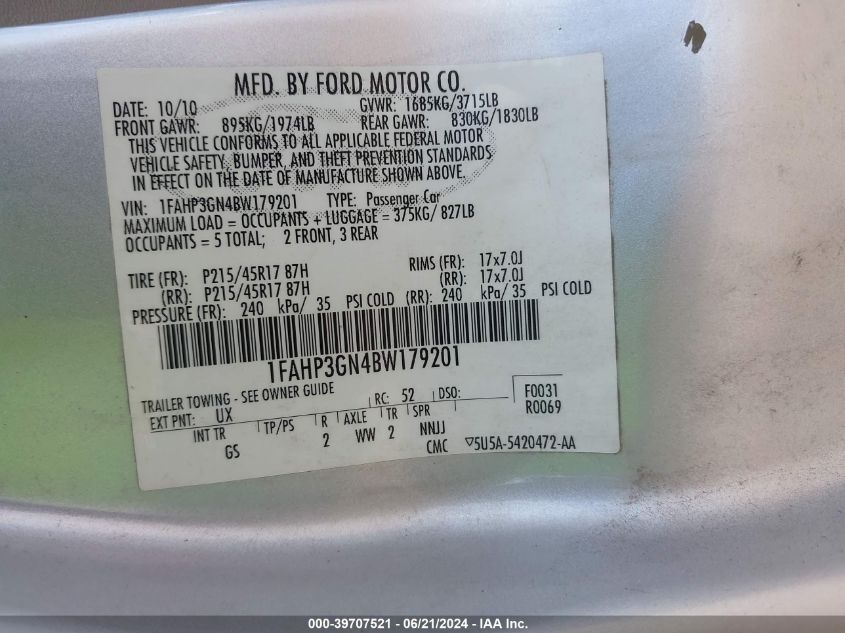 MFD. BY FORD MOTOR CO.
DATE: 10/10 GVWR: 1685KG/3715LB
FRONT GAWR: 895KG/1974LB REAR GAWR: 830KG/1830LB
THIS VEHICLE CONFORMS TO ALL APPLICABLE FEDERAL MOTOR
VEHICLE SAFETY, BUMPER, AND THEFT PREVENTION STANDARDS
IN EFFECT ON THE DATE OF MANUFACTURE SHOWN ABOVE.
VIN: 1FAHP3GN4BW179201 TYPE: Passenger Car
MAXIMUM LOAD = OCCUPANTS + LUGGAGE = 375KG/ 827LB
OCCUPANTS = 5 TOTAL; 2 FRONT, 3 REAR
TIRE (FR): P215/45R17 87H RIMS (FR): 17x7.0J
(RR): P215/45R17 87H (RR): 17x7.0J
PRESSURE (FR): 240 kPa/ 35 PSI COLD (RR): 240 kPa/ 35 PSI COLD
1FAHP3GN4BW179201
TRAILER TOWING - SEE OWNER GUIDE RC: 52 DSO: F0031
EXT PNT: UX R0069
INT TR TP/PS R AXLE TR SPR
GS 2 WW 2 NNJJ
CMC ▽5U5A-5420472-AA
000-39707521 - 06/21/2024 - IAA Inc.